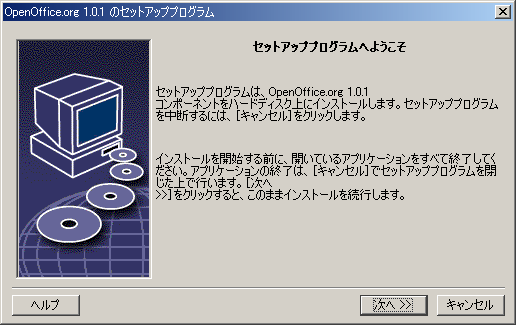 OpenOffice.org 1.0.1 のセットアッププログラム
セットアッププログラムへようこそ
セットアッププログラムは、OpenOffice.org 1.0.1
コンポーネントをハードディスク上にインストールします。セットアッププログラム
を中断するには、[キャンセル]をクリックします。
インストールを開始する前に、開いているアプリケーションをすべて終了してく
ださい。アプリケーションの終了は、[キャンセル]でセットアッププログラムを閉
じた上で行います。[次へ
>>]をクリックすると、このままインストールを続行します。
ヘルプ
次へ >>
キャンセル